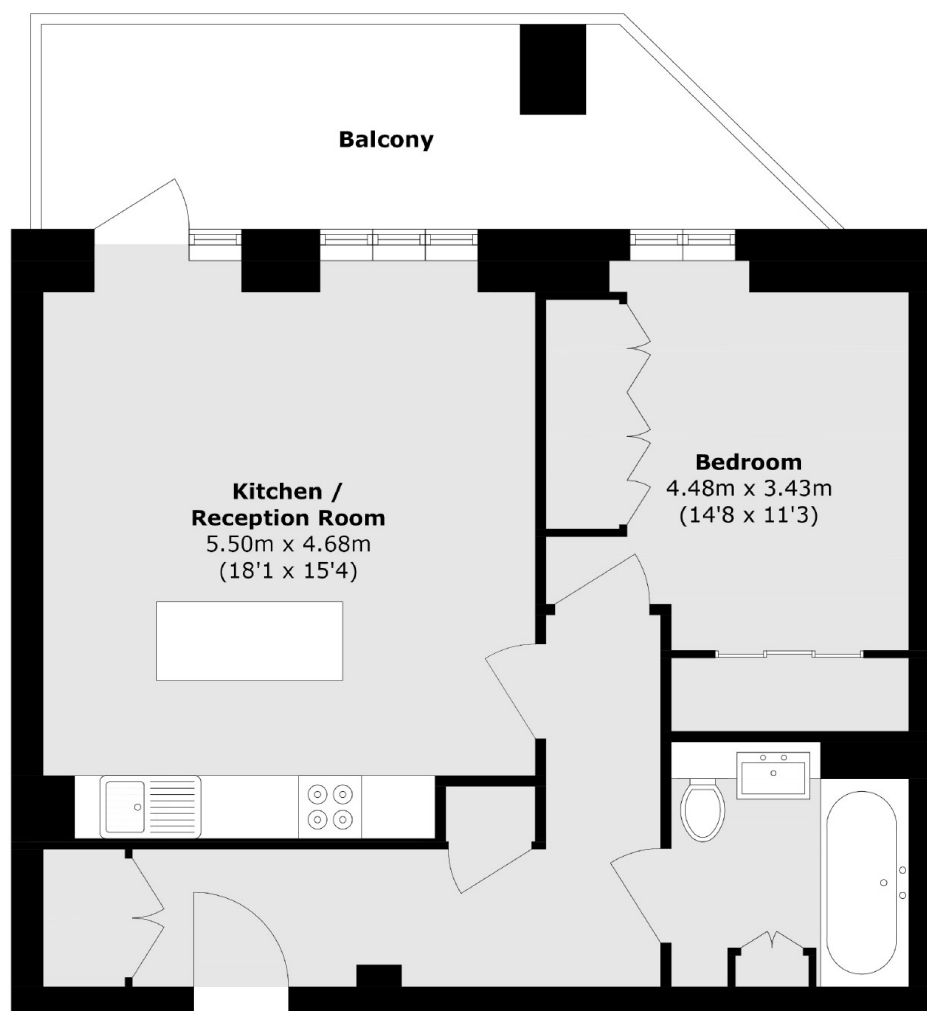 Balcony
Kitchen /
Reception Room
5.50m x 4.68m
(18'1 x 15'4)
Bedroom
4.48m x 3.43m
(14'8 x 11'3)